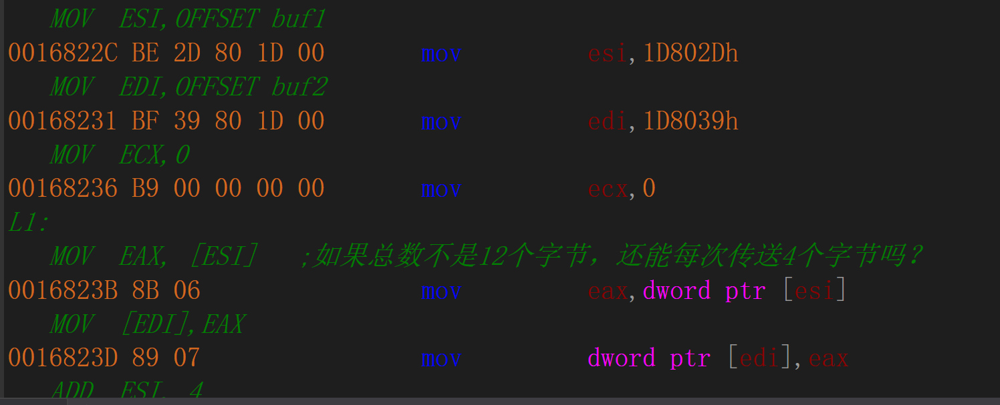 MOV ESI,OFFSET buf1
0016822C BE 2D 80 1D 00 mov esi,1D802Dh
MOV EDI,OFFSET buf2
00168231 BF 39 80 1D 00 mov edi,1D8039h
MOV ECX,0
00168236 B9 00 00 00 00 mov ecx,0
L1:
MOV EAX, [ESI] ;如果总数不是12个字节，还能每次传送4个字节吗？
0016823B 8B 06 mov eax,dword ptr [esi]
MOV [EDI],EAX
0016823D 89 07 mov dword ptr [edi],eax
ADD ESI, 4